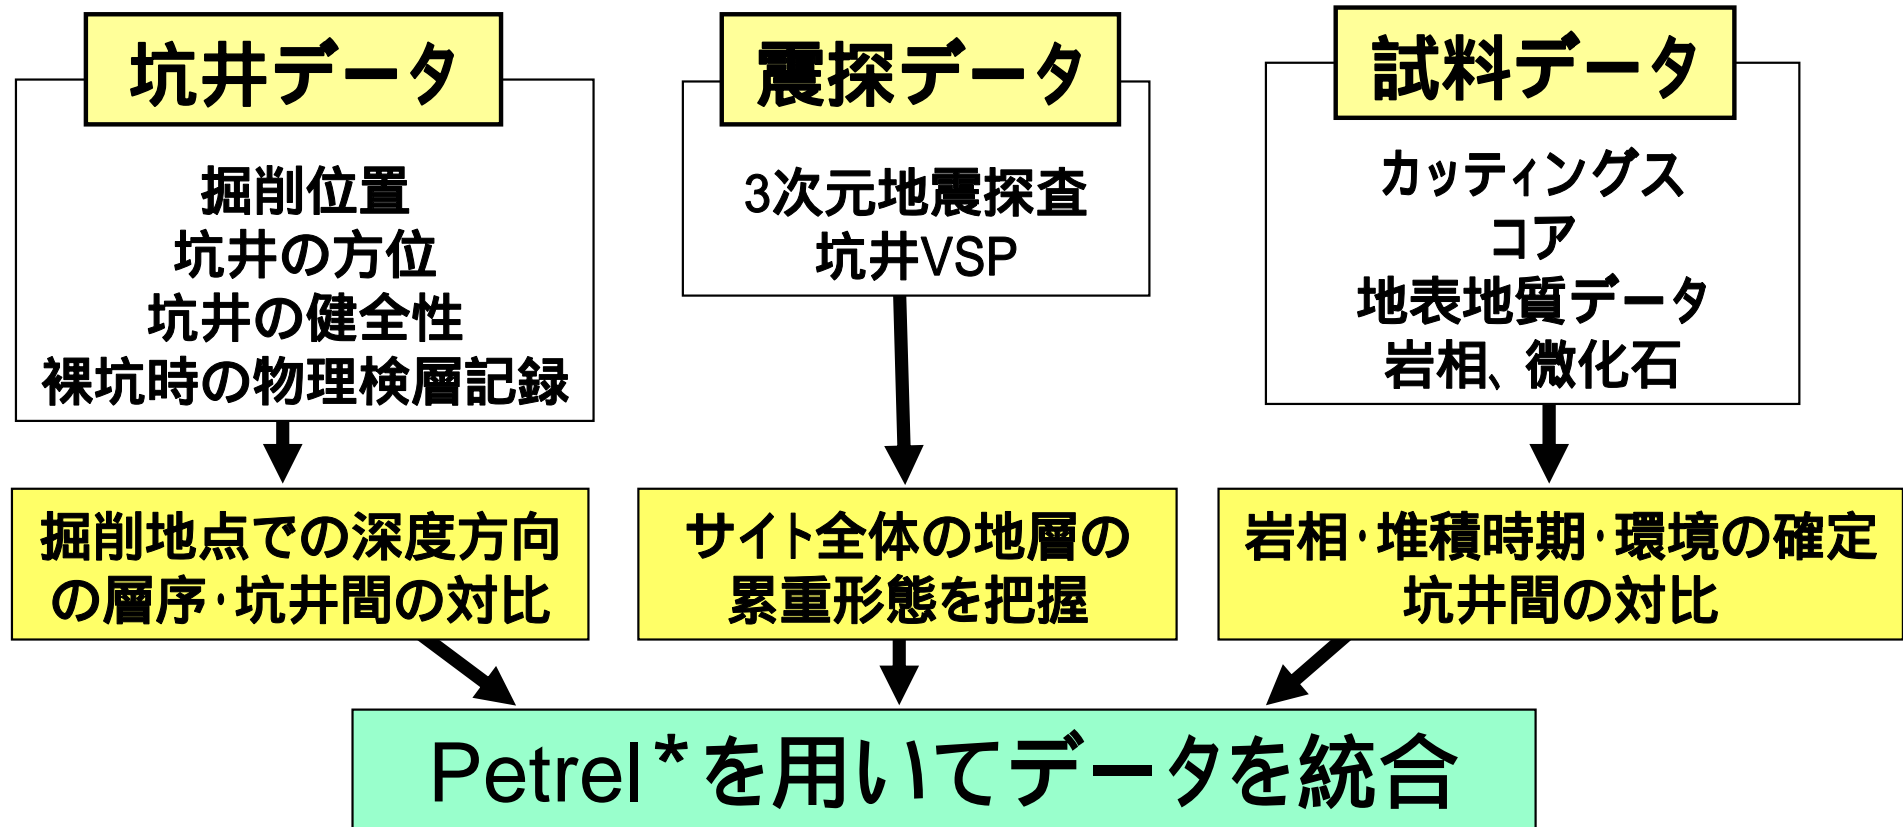 坑井データ
掘削位置
坑井の方位
坑井の健全性
裸坑時の物理検層記録
掘削地点での深度方向
の層序・坑井間の対比
震探データ
3次元地震探査
坑井VSP
サイト全体の地層の
累重形態を把握
試料データ
カッティングス
コア
地表地質データ
岩相、微化石
岩相・堆積時期・環境の確定
坑井間の対比
Petrel*を用いてデータを統合